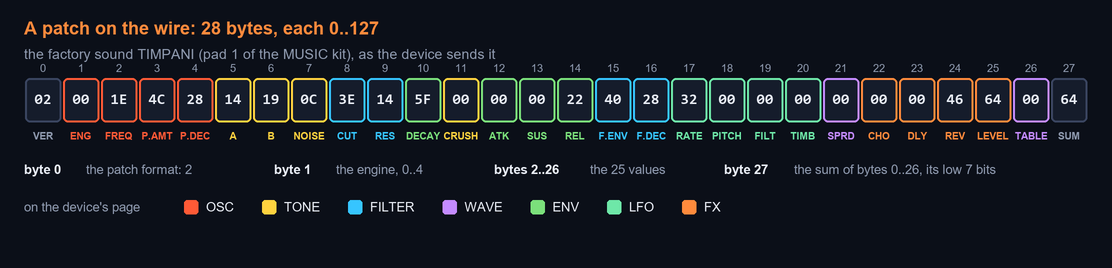 A patch on the wire: 28 bytes, each 0..127
the factory sound TIMPANI (pad 1 of the MUSIC kit), as the device sends it
0 1 2 3 4 5 6 7 8 9 10 11 12 13 14 15 16 17 18 19 20 21 22 23 24 25 26 27
02 00 1E 4C 28 14 19 0C 3E 14 5F 00 00 00 22 40 28 32 00 00 00 00 00 00 46 64 00 64
VER ENG FREQ P.AMT P.DEC A B NOISE CUT RES DECAY CRUSH ATK SUS REL F.ENV F.DEC RATE PITCH FILT TIMB SPRD CHO DLY REV LEVEL TABLE SUM
byte 0 the patch format: 2 byte 1 the engine, 0..4 bytes 2..26 the 25 values byte 27 the sum of bytes 0..26, its low 7 bits
on the device's page OSC TONE FILTER WAVE ENV LFO FX